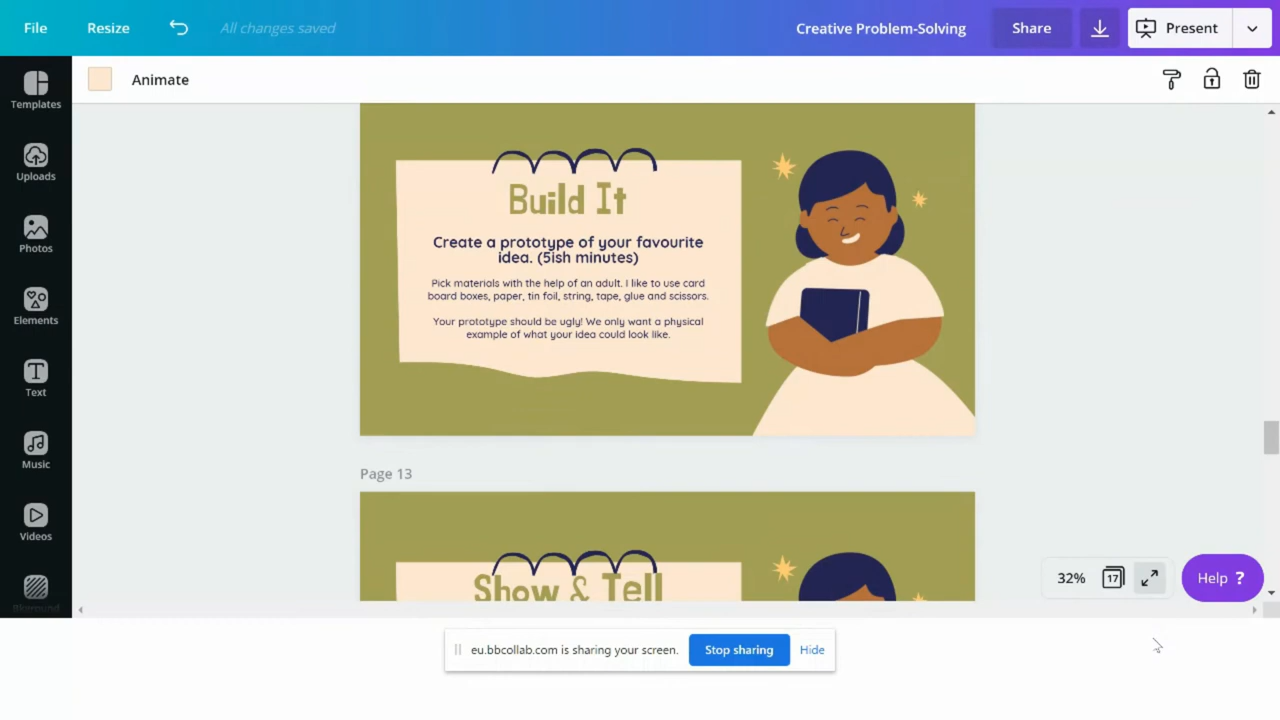 File
Resize
All changes saved
Creative Problem-Solving
Share
Present
Animate
Templates
Uploads
Photos
Elements
Text
Music
Videos
Build It
Create a prototype of your favourite
idea. (5ish minutes)
Pick materials with the help of an adult. I like to use card
board boxes, paper, tin foil, string, tape, glue and scissors.
Your prototype should be ugly! We only want a physical
example of what your idea could look like.
Page 13
Show & Tell
32%
17
Help ?
eu.bbcollab.com is sharing your screen.
Stop sharing
Hide